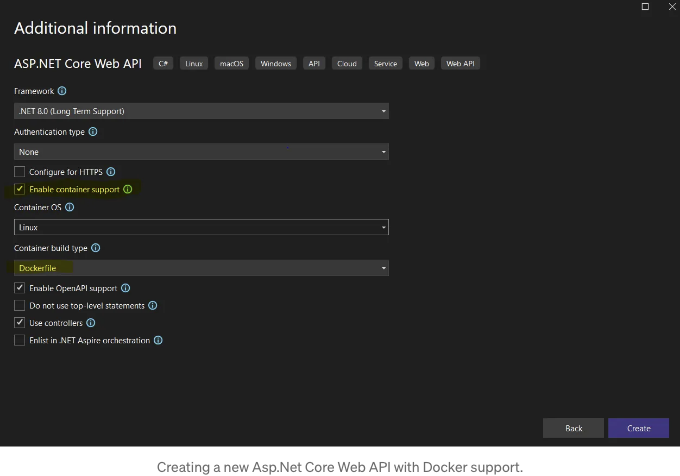 Additional information
ASP.NET Core Web API C# Linux macOS Windows API Cloud Service Web Web API
Framework
.NET 8.0 (Long Term Support)
Authentication type
None
Configure for HTTPS
Enable container support
Container OS
Linux
Container build type
Dockerfile
Enable OpenAPI support
Do not use top-level statements
Use controllers
Enlist in .NET Aspire orchestration
Back Create
Creating a new Asp.Net Core Web API with Docker support.